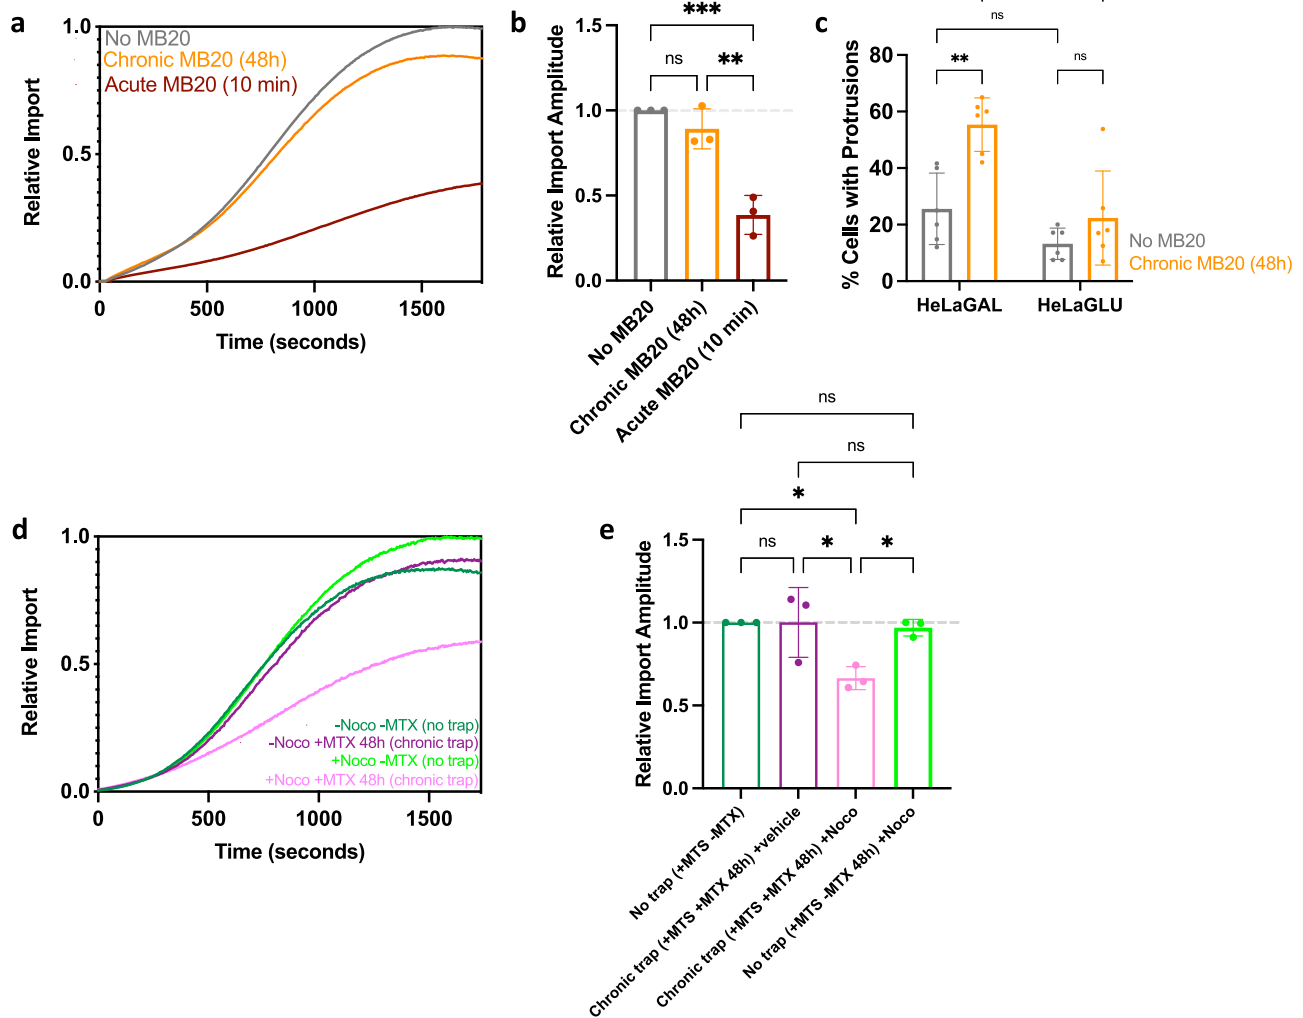 a
1.0
0.5
0.0
0
500
1000
1500
Relative Import
Time (seconds)
No MB20
Chronic MB20 (48h)
Acute MB20 (10 min)
b
***
ns
**
1.5
1.0
0.5
0.0
Relative Import Amplitude
No MB20
Chronic MB20 (48h)
Acute MB20 (10 min)
c
ns
**
ns
80
60
40
20
0
% Cells with Protrusions
HeLaGAL
HeLaGLU
No MB20
Chronic MB20 (48h)
d
1.0
0.5
0.0
0
500
1000
1500
Relative Import
Time (seconds)
-Noco -MTX (no trap)
-Noco +MTX 48h (chronic trap)
+Noco -MTX (no trap)
+Noco +MTX 48h (chronic trap)
e
ns
ns
*
ns
*
*
1.5
1.0
0.5
0.0
Relative Import Amplitude
No trap (+MTS -MTX)
Chronic trap (+MTS +MTX 48h) +vehicle
Chronic trap (+MTS +MTX 48h) +Noco
No trap (+MTS -MTX 48h) +Noco